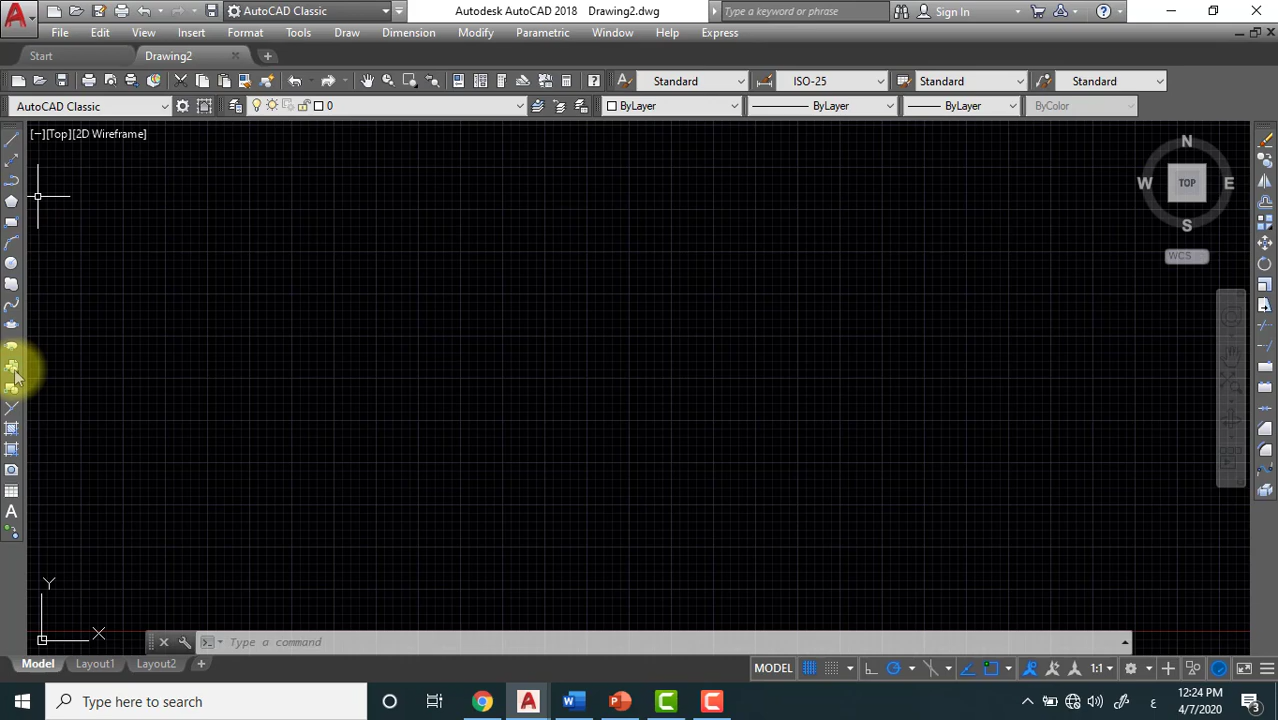 A AutoCAD Classic Autodesk AutoCAD 2018 Drawing2.dwg Type a keyword or phrase Sign In
File Edit View Insert Format Tools Draw Dimension Modify Parametric Window Help Express
Start Drawing2
Standard ISO-25 Standard Standard
AutoCAD Classic 0 ByLayer ByLayer ByLayer ByColor
[−][Top][2D Wireframe]
N
W TOP E
S
WCS
A
Y
X
Type a command
Model Layout1 Layout2 + MODEL 1:1
Type here to search A ع 12:24 PM
4/7/2020 3